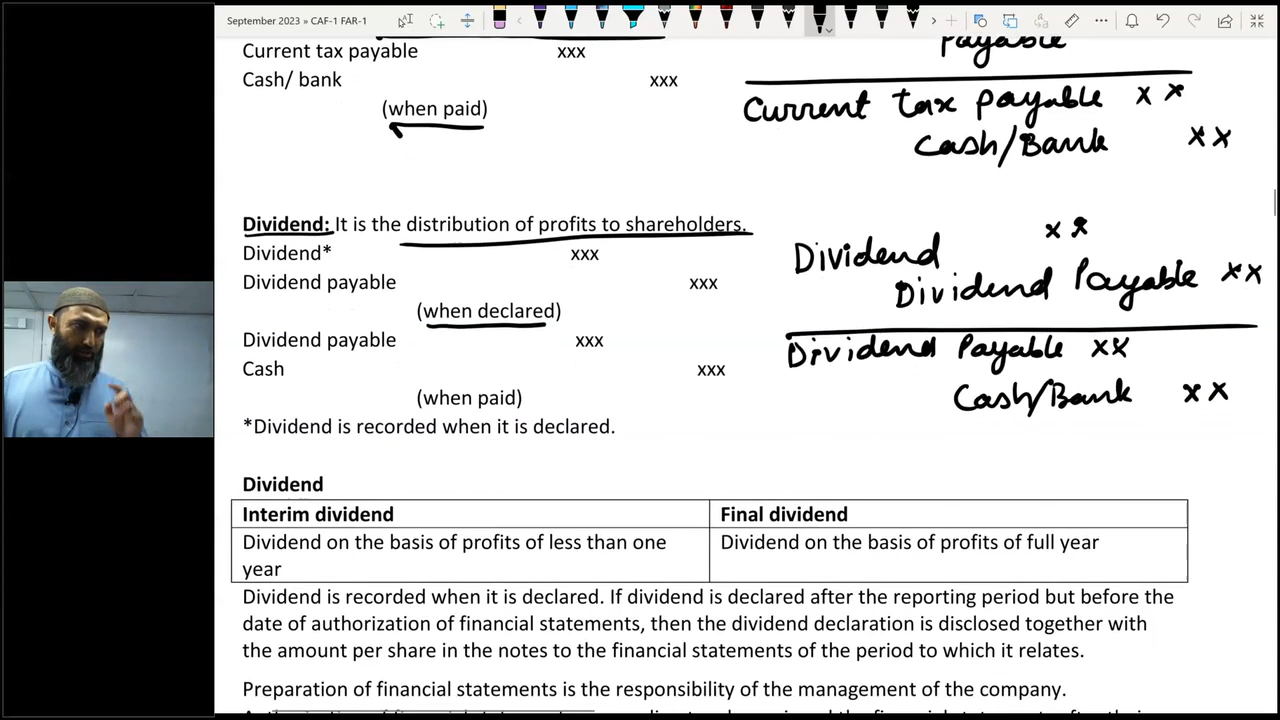 September 2023 » CAF-1 FAR-1
Current tax payable xxx
Cash/ bank xxx
(when paid)
Payable
Current tax payable x x
Cash/Bank x x
Dividend: It is the distribution of profits to shareholders.
Dividend* xxx
Dividend payable xxx
(when declared)
Dividend payable xxx
Cash xxx
(when paid)
*Dividend is recorded when it is declared.
Dividend x x
Dividend Payable x x
Dividend Payable xx
Cash/Bank x x
Dividend
Interim dividend Final dividend
Dividend on the basis of profits of less than one year Dividend on the basis of profits of full year
Dividend is recorded when it is declared. If dividend is declared after the reporting period but before the
date of authorization of financial statements, then the dividend declaration is disclosed together with
the amount per share in the notes to the financial statements of the period to which it relates.
Preparation of financial statements is the responsibility of the management of the company.